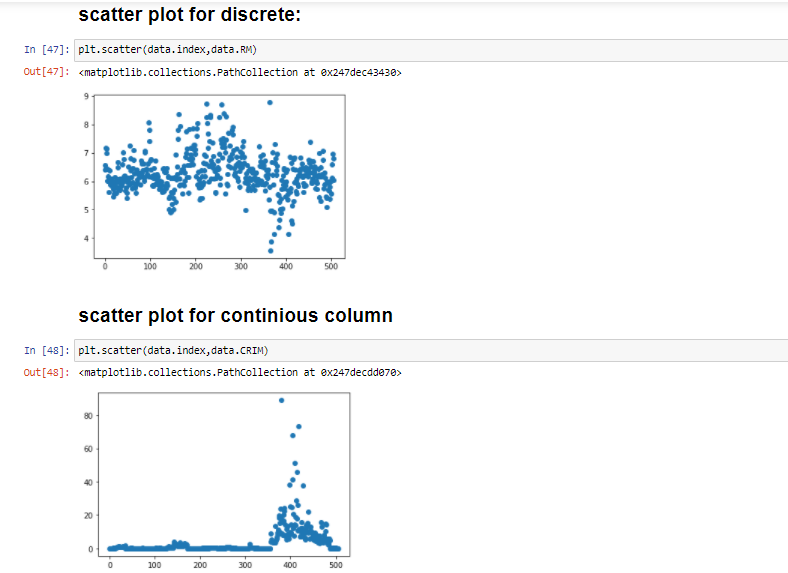 scatter plot for discrete:
In [47]: plt.scatter(data.index,data.RM)
Out[47]: <matplotlib.collections.PathCollection at 0x247dec43430>
9
8
7
6
5
4
0 100 200 300 400 500
scatter plot for continious column
In [48]: plt.scatter(data.index,data.CRIM)
Out[48]: <matplotlib.collections.PathCollection at 0x247decdd070>
80
60
40
20
0
0 100 200 300 400 500